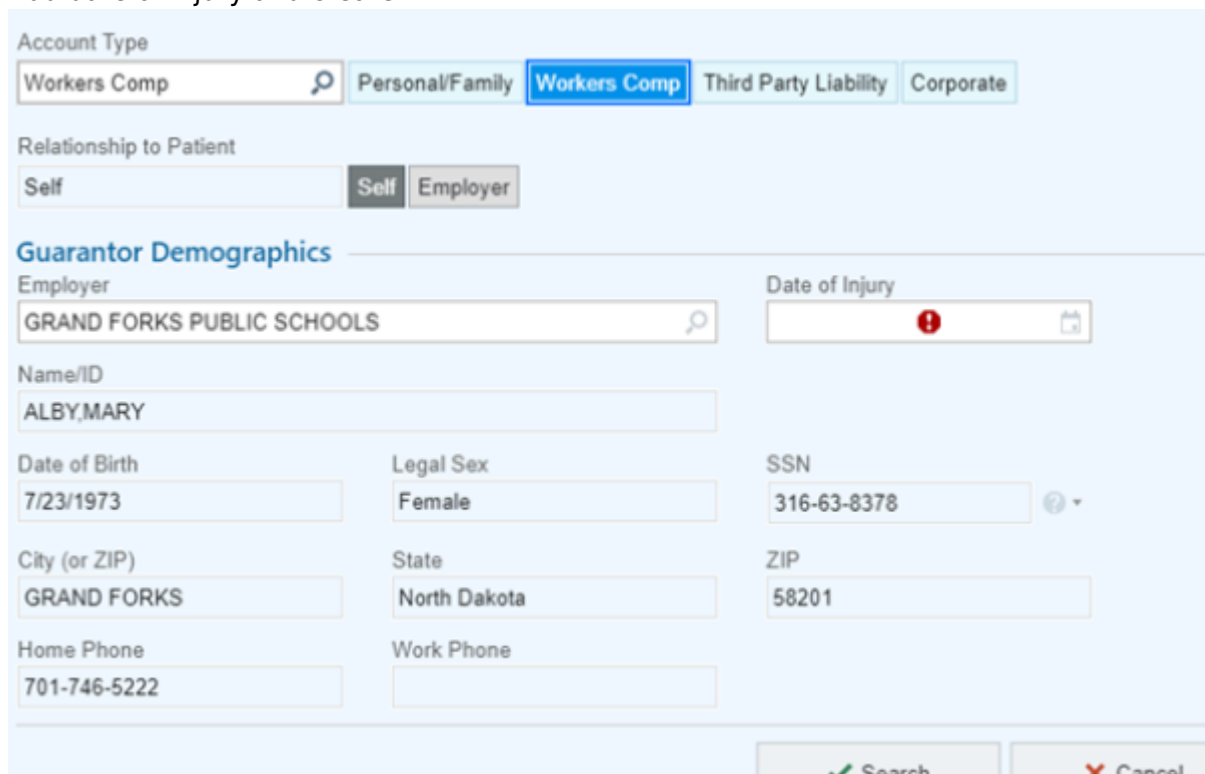 Account Type
Workers Comp Personal/Family Workers Comp Third Party Liability Corporate
Relationship to Patient
Self Self Employer
Guarantor Demographics
Employer Date of Injury
GRAND FORKS PUBLIC SCHOOLS
Name/ID
ALBY,MARY
Date of Birth Legal Sex SSN
7/23/1973 Female 316-63-8378
City (or ZIP) State ZIP
GRAND FORKS North Dakota 58201
Home Phone Work Phone
701-746-5222
Search Cancel